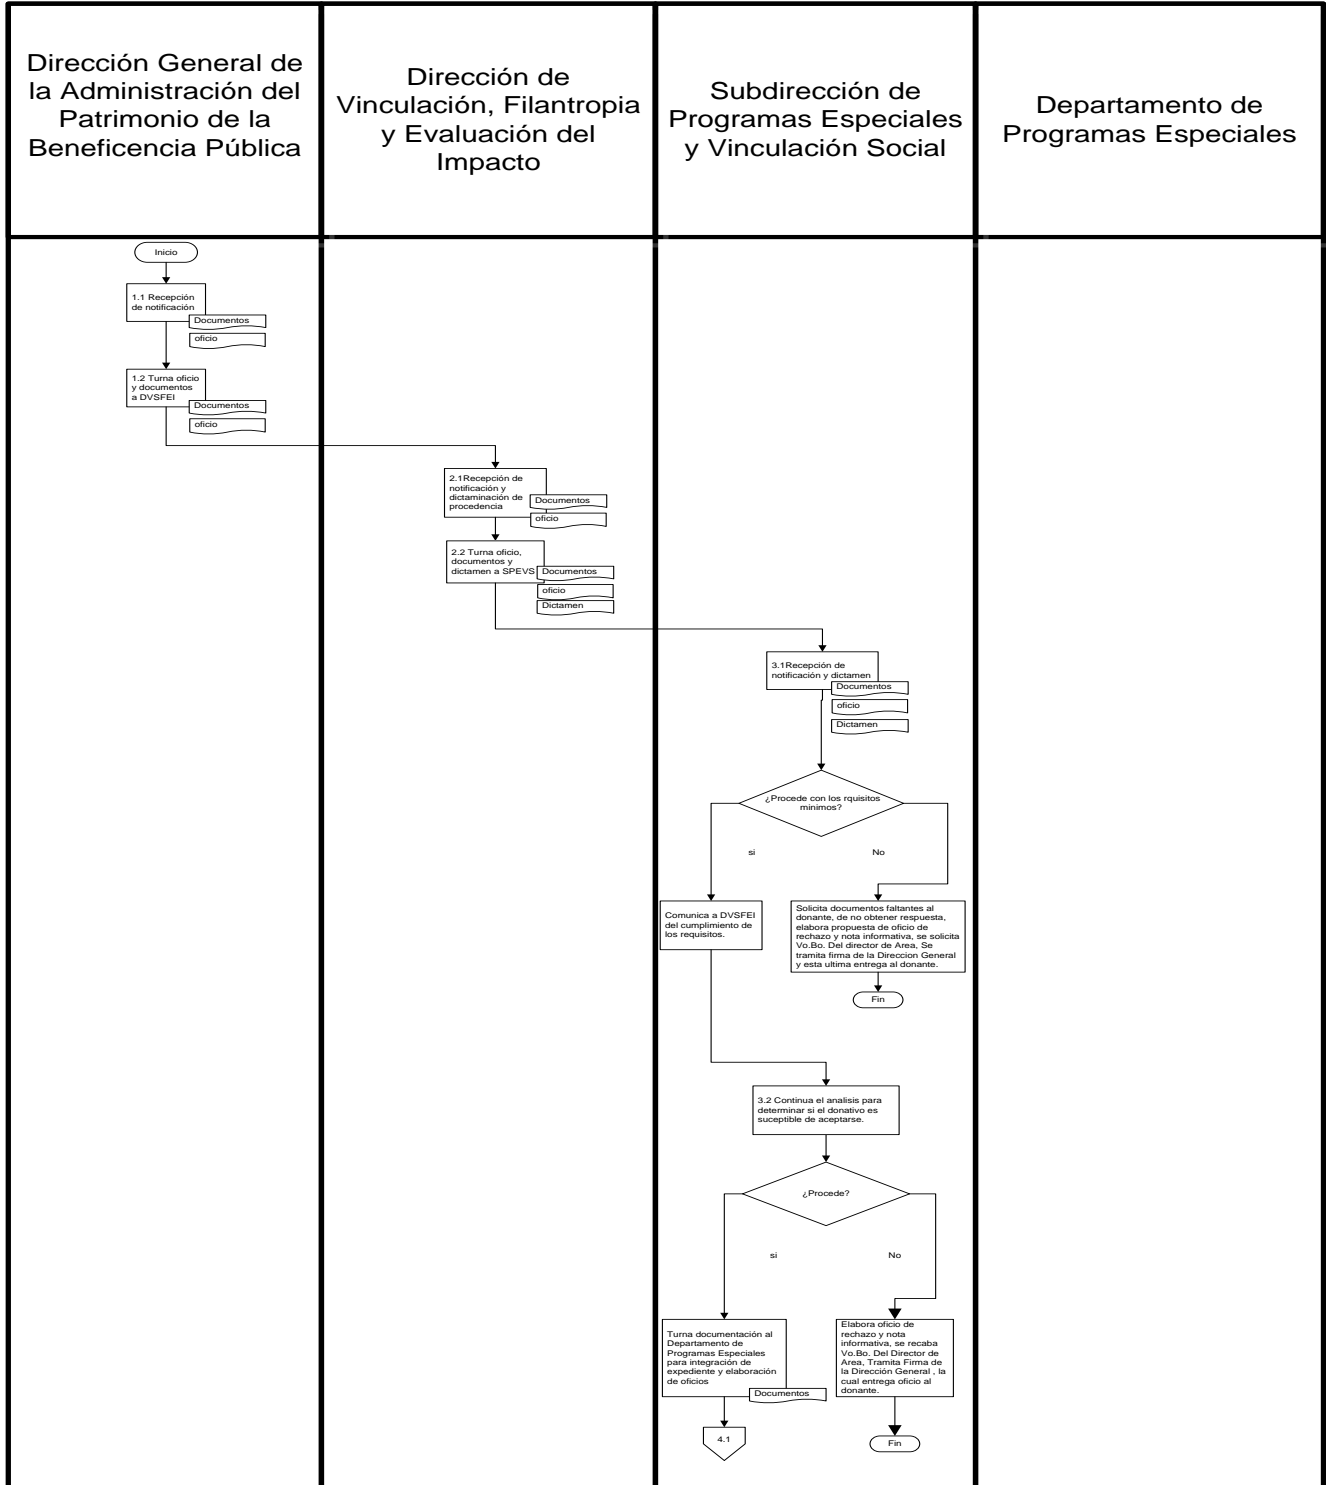 Dirección General de
la Administración del
Patrimonio de la
Beneficencia Pública
Dirección de
Vinculación, Filantropia
y Evaluación del
Impacto
Subdirección de
Programas Especiales
y Vinculación Social
Departamento de
Programas Especiales
Inicio
1.1 Recepción
de notificación
Documentos
oficio
1.2 Turna oficio
y documentos
a DVSFEI
Documentos
oficio
2.1Recepción de
notificación y
dictaminación de
procedencia
Documentos
oficio
2.2 Turna oficio,
documentos y
dictamen a SPEVS
Documentos
oficio
Dictamen
3.1Recepción de
notificación y dictamen
Documentos
oficio
Dictamen
¿Procede con los rquisitos
minimos?
si
No
Comunica a DVSFEI
del cumplimiento de
los requisitos.
Solicita documentos faltantes al
donante, de no obtener respuesta,
elabora propuesta de oficio de
rechazo y nota informativa, se solicita
Vo.Bo. Del director de Area, Se
tramita firma de la Direccion General
y esta ultima entrega al donante.
Fin
3.2 Continua el analisis para
determinar si el donativo es
suceptible de aceptarse.
¿Procede?
si
No
Turna documentación al
Departamento de
Programas Especiales
para integración de
expediente y elaboración
de oficios
Documentos
Elabora oficio de
rechazo y nota
informativa, se recaba
Vo.Bo. Del Director de
Area, Tramita Firma de
la Dirección General , la
cual entrega oficio al
donante.
4.1
Fin